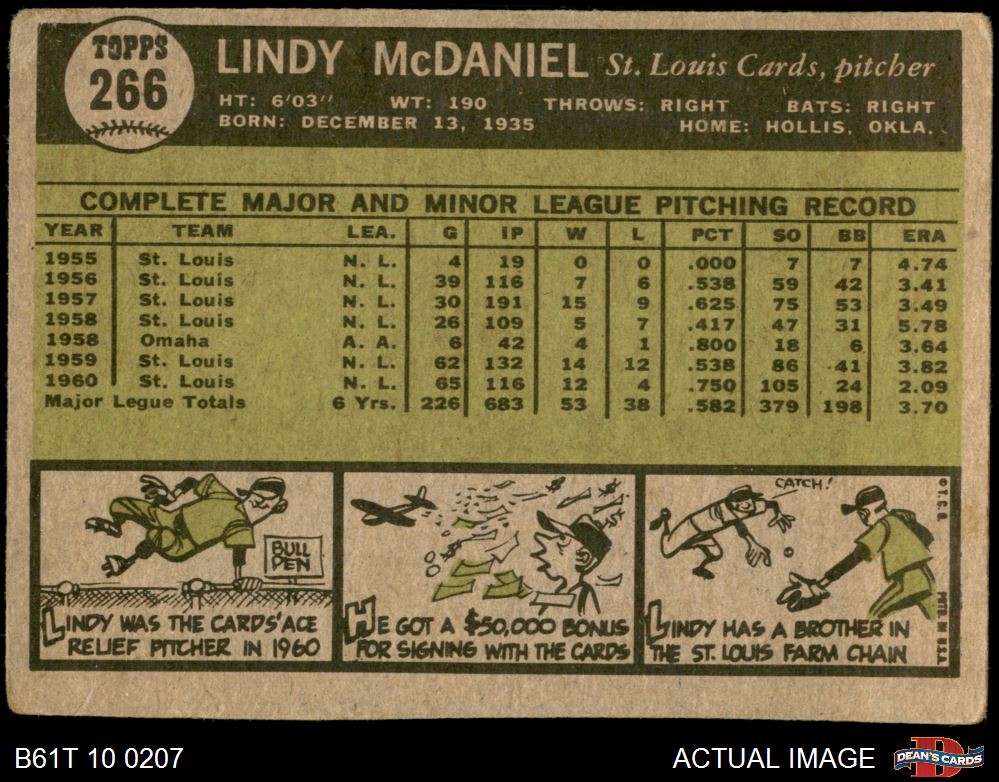 TOPPS
266
LINDY McDANIEL St. Louis Cards, pitcher
HT: 6'03" WT: 190 THROWS: RIGHT BATS: RIGHT
BORN: DECEMBER 13, 1935 HOME: HOLLIS, OKLA.
COMPLETE MAJOR AND MINOR LEAGUE PITCHING RECORD
YEAR TEAM LEA. G IP W L PCT SO BB ERA
1955 St. Louis N. L. 4 19 0 0 .000 7 7 4.74
1956 St. Louis N. L. 39 116 7 6 .538 59 42 3.41
1957 St. Louis N. L. 30 191 15 9 .625 75 53 3.49
1958 St. Louis N. L. 26 109 5 7 .417 47 31 5.78
1958 Omaha A. A. 6 42 4 1 .800 18 6 3.64
1959 St. Louis N. L. 62 132 14 12 .538 86 41 3.82
1960 St. Louis N. L. 65 116 12 4 .750 105 24 2.09
Major Legue Totals 6 Yrs. 226 683 53 38 .582 379 198 3.70
BULL
PEN
LINDY WAS THE CARDS' ACE
RELIEF PITCHER IN 1960
HE GOT A $50,000 BONUS
FOR SIGNING WITH THE CARDS
CATCH!
LINDY HAS A BROTHER IN
THE ST. LOUIS FARM CHAIN
© T. C. G. PRTD. IN U.S.A.
B61T 10 0207
ACTUAL IMAGE
D
DEAN'S CARDS